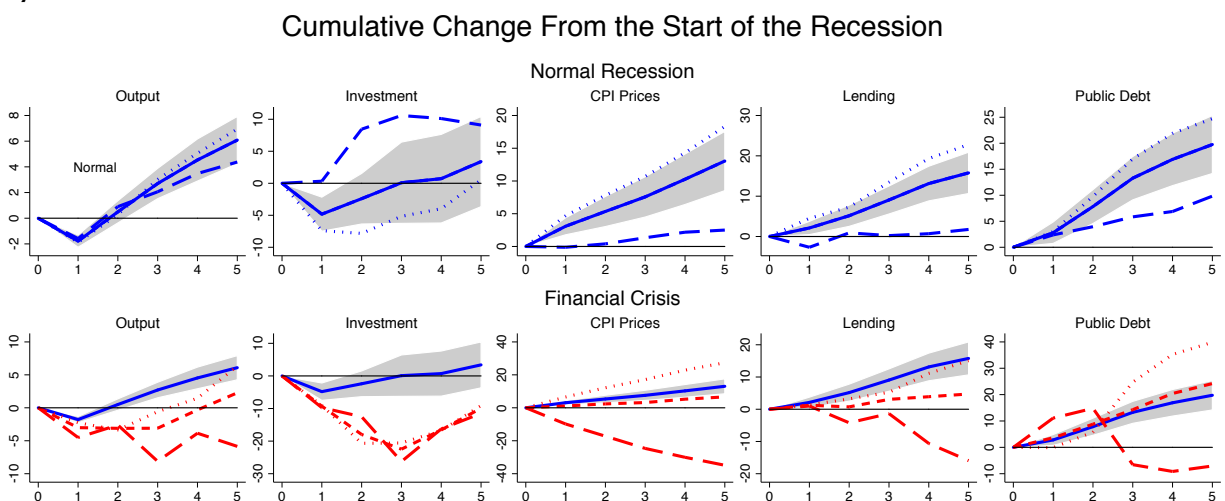 Cumulative Change From the Start of the Recession
Normal Recession
Output Investment CPI Prices Lending Public Debt
Normal
8 6 4 2 0 -2
10 5 0 -5 -10
20 15 10 5 0
30 20 10 0 -10
25 20 15 10 5 0
0 1 2 3 4 5 0 1 2 3 4 5 0 1 2 3 4 5 0 1 2 3 4 5 0 1 2 3 4 5
Financial Crisis
Output Investment CPI Prices Lending Public Debt
10 5 0 -5 -10
10 0 -10 -20 -30
40 20 0 -20 -40
20 10 0 -10 -20
40 30 20 10 0 -10
0 1 2 3 4 5 0 1 2 3 4 5 0 1 2 3 4 5 0 1 2 3 4 5 0 1 2 3 4 5